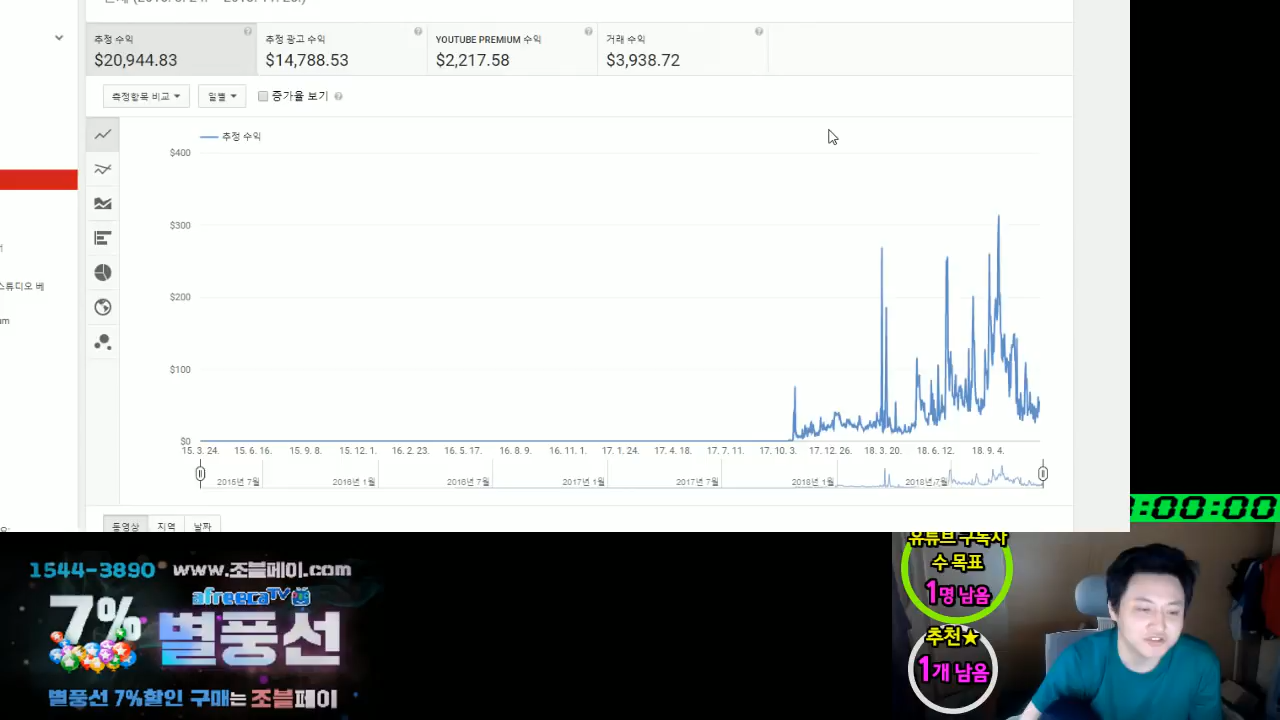 추정 수익
$20,944.83
추정 광고 수익
$14,788.53
YOUTUBE PREMIUM 수익
$2,217.58
거래 수익
$3,938.72
측정항목 비교
일별
증가율 보기
추정 수익
$400
$300
$200
$100
$0
15. 3. 24.
15. 6. 16.
15. 9. 8.
15. 12. 1.
16. 2. 23.
16. 5. 17.
16. 8. 9.
16. 11. 1.
17. 1. 24.
17. 4. 18.
17. 7. 11.
17. 10. 3.
17. 12. 26.
18. 3. 20.
18. 6. 12.
18. 9. 4.
2015년 7월
2016년 1월
2016년 7월
2017년 1월
2017년 7월
2018년 1월
2018년 7월
스튜디오 베
동영상
지역
날짜
:00:00
유튜브 구독자
수 목표
1명 남음
추천★
1개 남음
1544-3890 www.조블페이.com
afreecaTV
7% 별풍선
별풍선 7%할인 구매는 조블페이